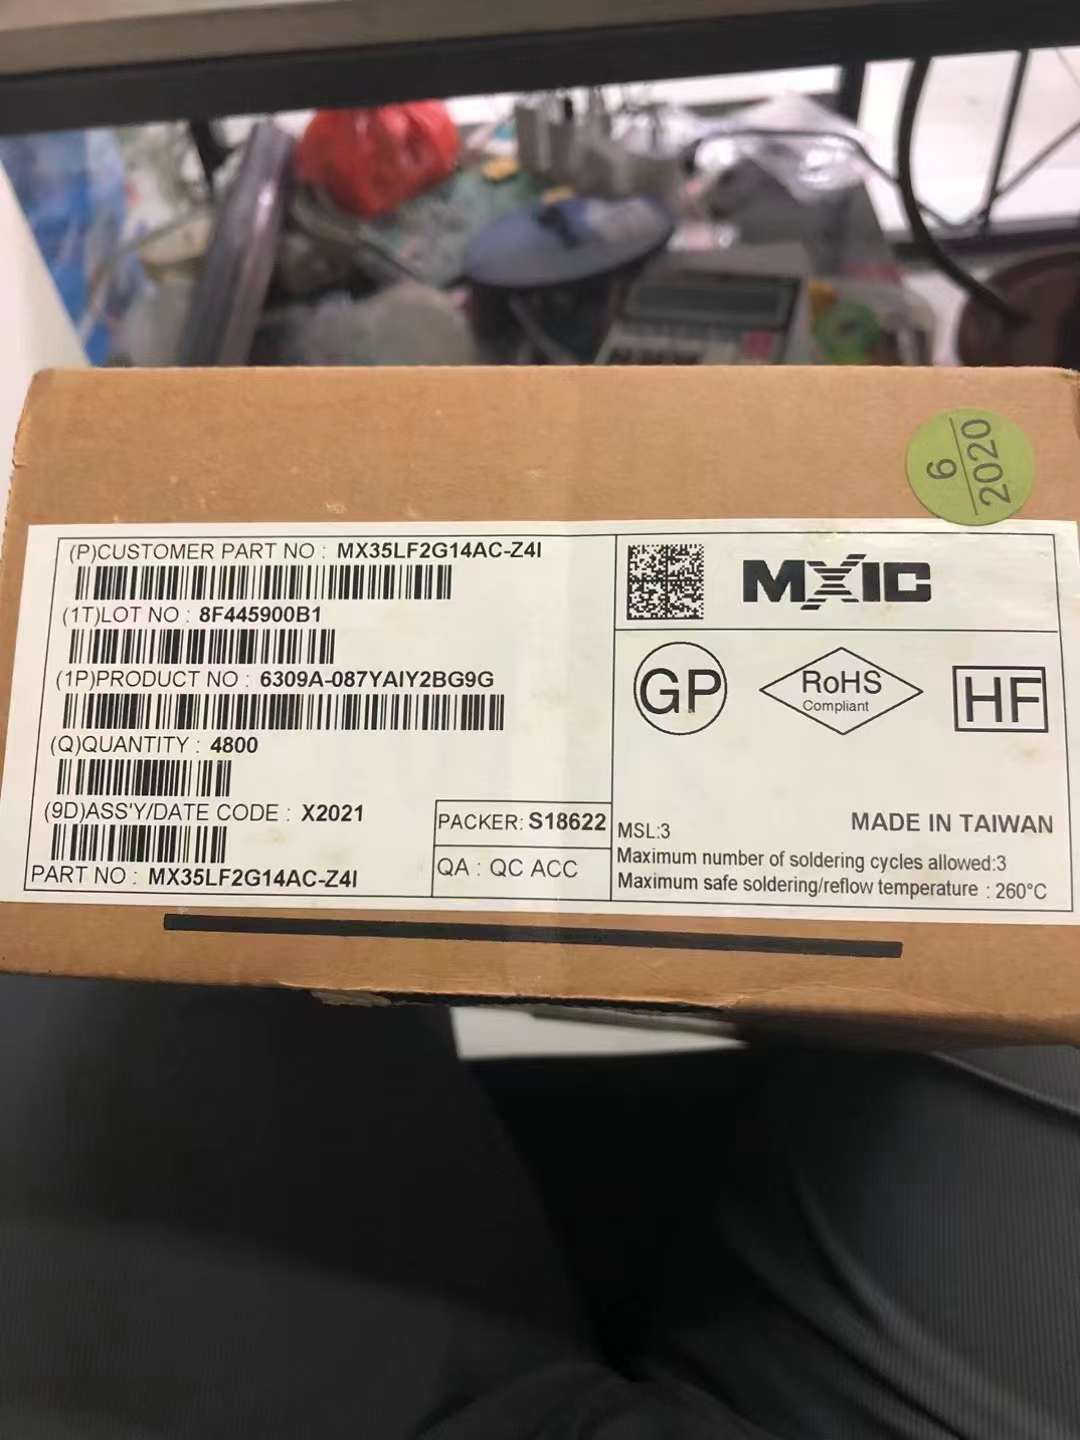 6
2020
(P)CUSTOMER PART NO : MX35LF2G14AC-Z4I
(1T)LOT NO : 8F445900B1
(1P)PRODUCT NO : 6309A-087YAIY2BG9G
(Q)QUANTITY : 4800
(9D)ASS'Y/DATE CODE : X2021
PART NO : MX35LF2G14AC-Z4I
PACKER: S18622
QA : QC ACC
MXIC
GP
RoHS
Compliant
HF
MADE IN TAIWAN
MSL:3
Maximum number of soldering cycles allowed:3
Maximum safe soldering/reflow temperature : 260°C